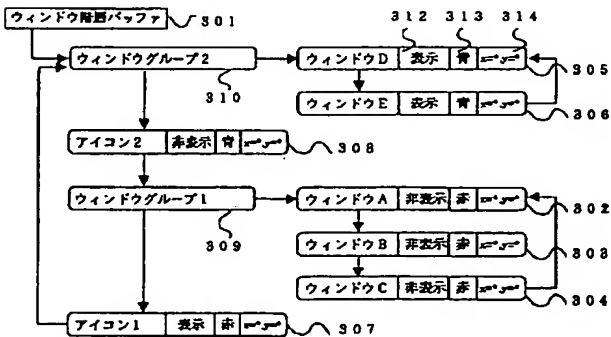 ウィンドウ階層バッファ 301
312 313 314
ウィンドウグループ2 ウィンドウD 表示 青 x=*,y=*
310 305
ウィンドウE 表示 青 x=*,y=*
306
アイコン2 非表示 青 x=*,y=* 308
ウィンドウグループ1 ウィンドウA 非表示 赤 x=*,y=* 302
309
ウィンドウB 非表示 赤 x=*,y=* 303
ウィンドウC 非表示 赤 x=*,y=* 304
アイコン1 表示 赤 x=*,y=* 307